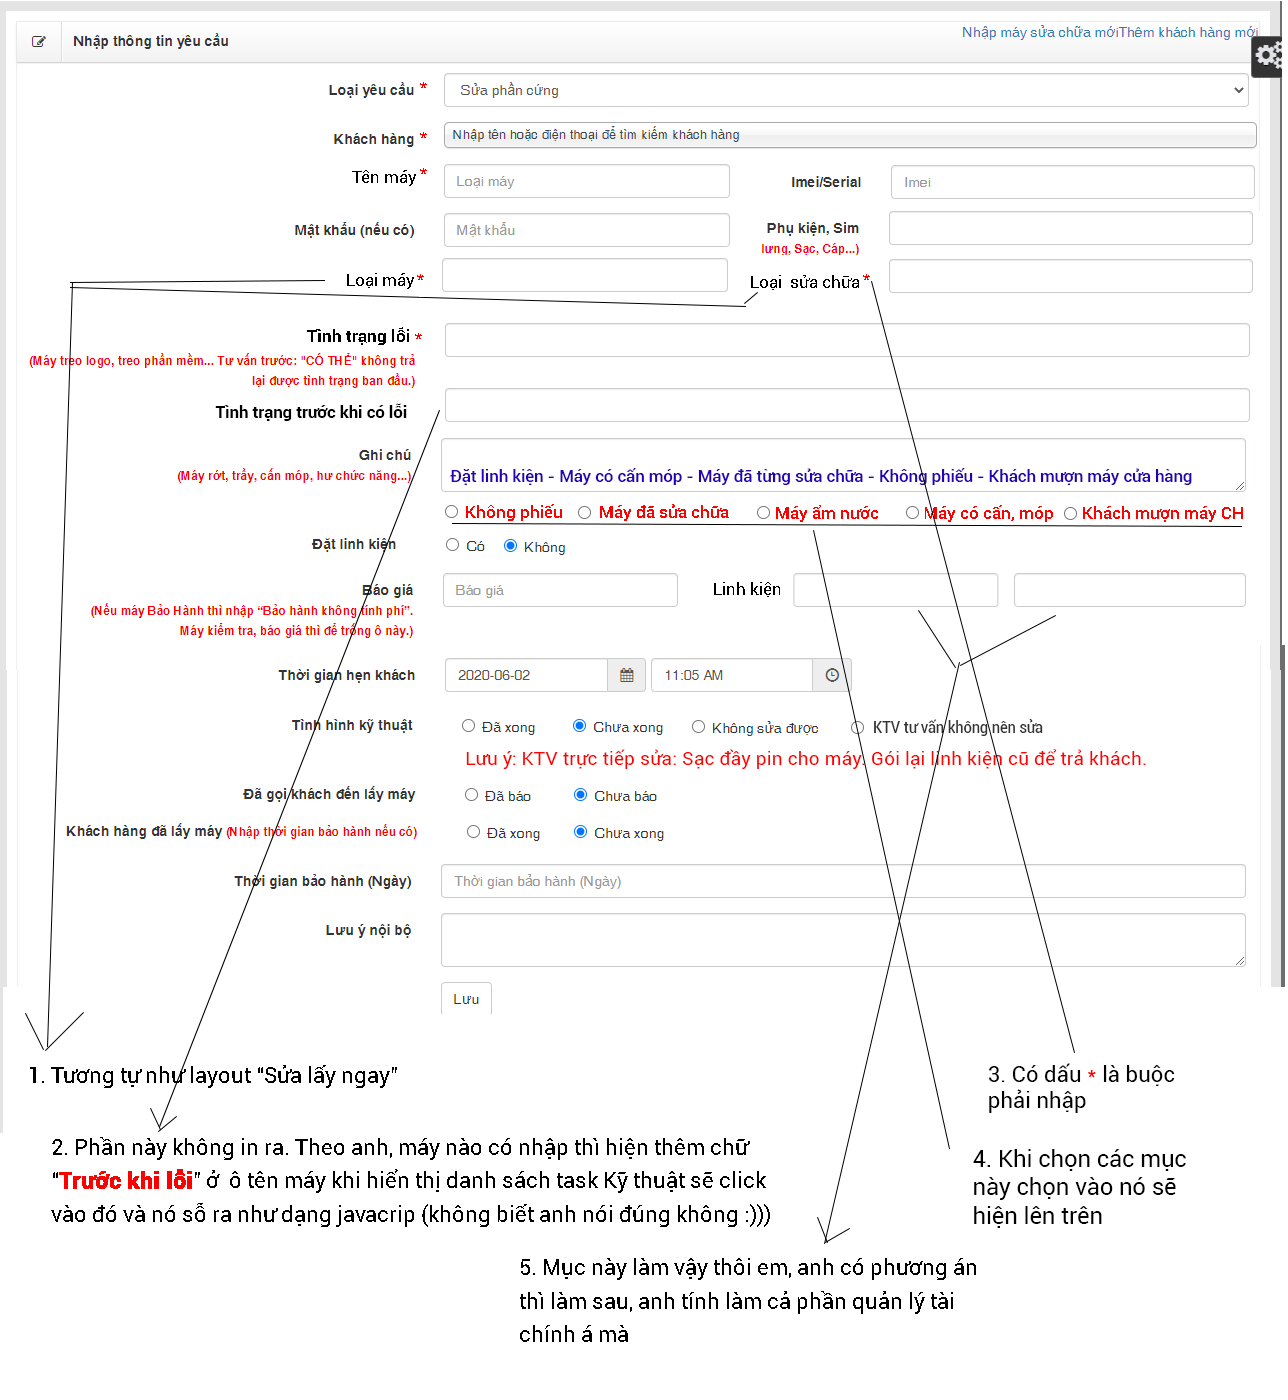 Nhập thông tin yêu cầu
Nhập máy sửa chữa mớiThêm khách hàng mới
Loại yêu cầu *
Sửa phần cứng
Khách hàng *
Nhập tên hoặc điện thoại để tìm kiếm khách hàng
Tên máy *
Loại máy
Imei/Serial
Imei
Mật khẩu (nếu có)
Mật khẩu
Phụ kiện, Sim
lưng, Sạc, Cáp...)
Loại máy *
Loại sửa chữa *
Tình trạng lỗi *
(Máy treo logo, treo phần mềm... Tư vấn trước: "CÓ THỂ" không trả
lại được tình trạng ban đầu.)
Tình trạng trước khi có lỗi
Ghi chú
(Máy rớt, trầy, cấn móp, hư chức năng...)
Đặt linh kiện - Máy có cấn móp - Máy đã từng sửa chữa - Không phiếu - Khách mượn máy cửa hàng
Không phiếu Máy đã sửa chữa Máy ẩm nước Máy có cấn, móp Khách mượn máy CH
Đặt linh kiện
Có Không
Báo giá
Báo giá
Linh kiện
(Nếu máy Bảo Hành thì nhập “Bảo hành không tính phí”.
Máy kiểm tra, báo giá thì để trống ô này.)
Thời gian hẹn khách
2020-06-02
11:05 AM
Tình hình kỹ thuật
Đã xong Chưa xong Không sửa được KTV tư vấn không nên sửa
Lưu ý: KTV trực tiếp sửa: Sạc đầy pin cho máy. Gói lại linh kiện cũ để trả khách.
Đã gọi khách đến lấy máy
Đã báo Chưa báo
Khách hàng đã lấy máy (Nhập thời gian bảo hành nếu có)
Đã xong Chưa xong
Thời gian bảo hành (Ngày)
Thời gian bảo hành (Ngày)
Lưu ý nội bộ
Lưu
1. Tương tự như layout “Sửa lấy ngay”
2. Phần này không in ra. Theo anh, máy nào có nhập thì hiện thêm chữ
“Trước khi lỗi” ở ô tên máy khi hiển thị danh sách task Kỹ thuật sẽ click
vào đó và nó sổ ra như dạng javacrip (không biết anh nói đúng không :)))
3. Có dấu * là buộc
phải nhập
4. Khi chọn các mục
này chọn vào nó sẽ
hiện lên trên
5. Mục này làm vậy thôi em, anh có phương án
thì làm sau, anh tính làm cả phần quản lý tài
chính á mà